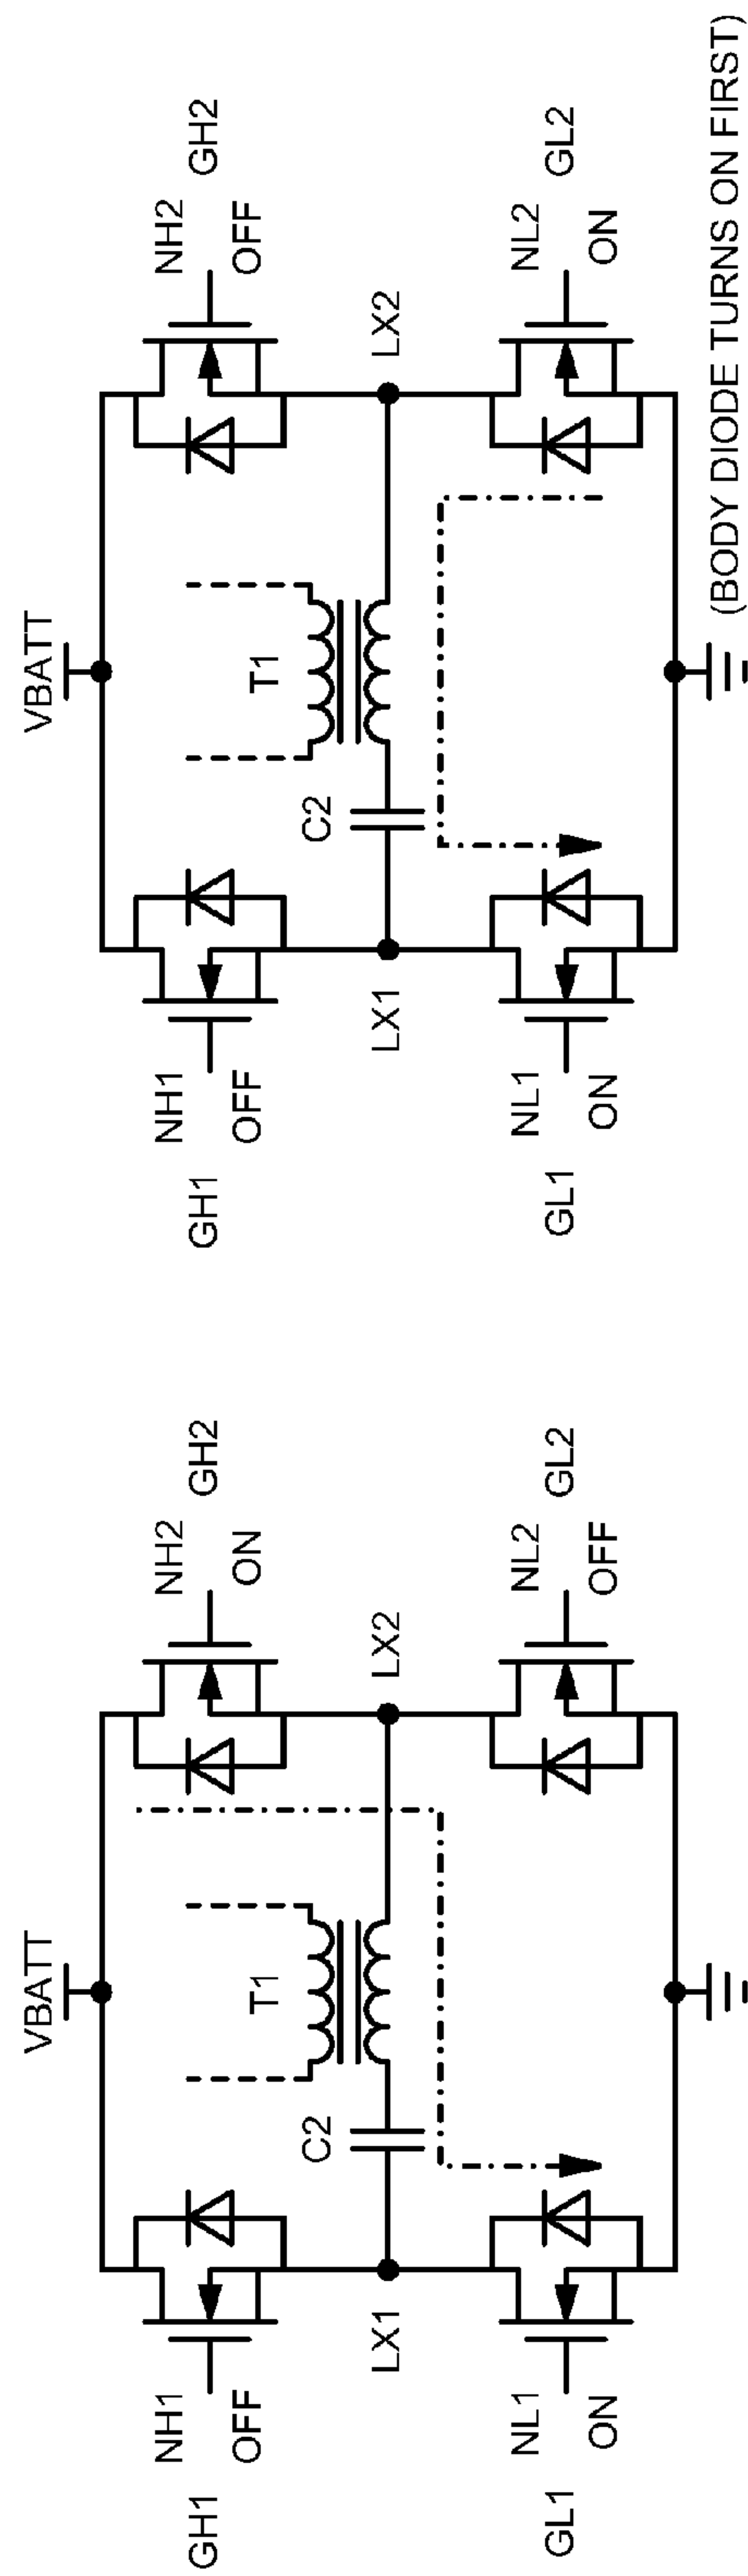 VBATT
NH1
OFF
GH1
NH2
ON
GH2
T1
C2
LX1
LX2
NL1
ON
GL1
NL2
OFF
GL2
VBATT
NH1
OFF
GH1
NH2
OFF
GH2
T1
C2
LX1
LX2
NL1
ON
GL1
NL2
ON
GL2
(BODY DIODE TURNS ON FIRST)